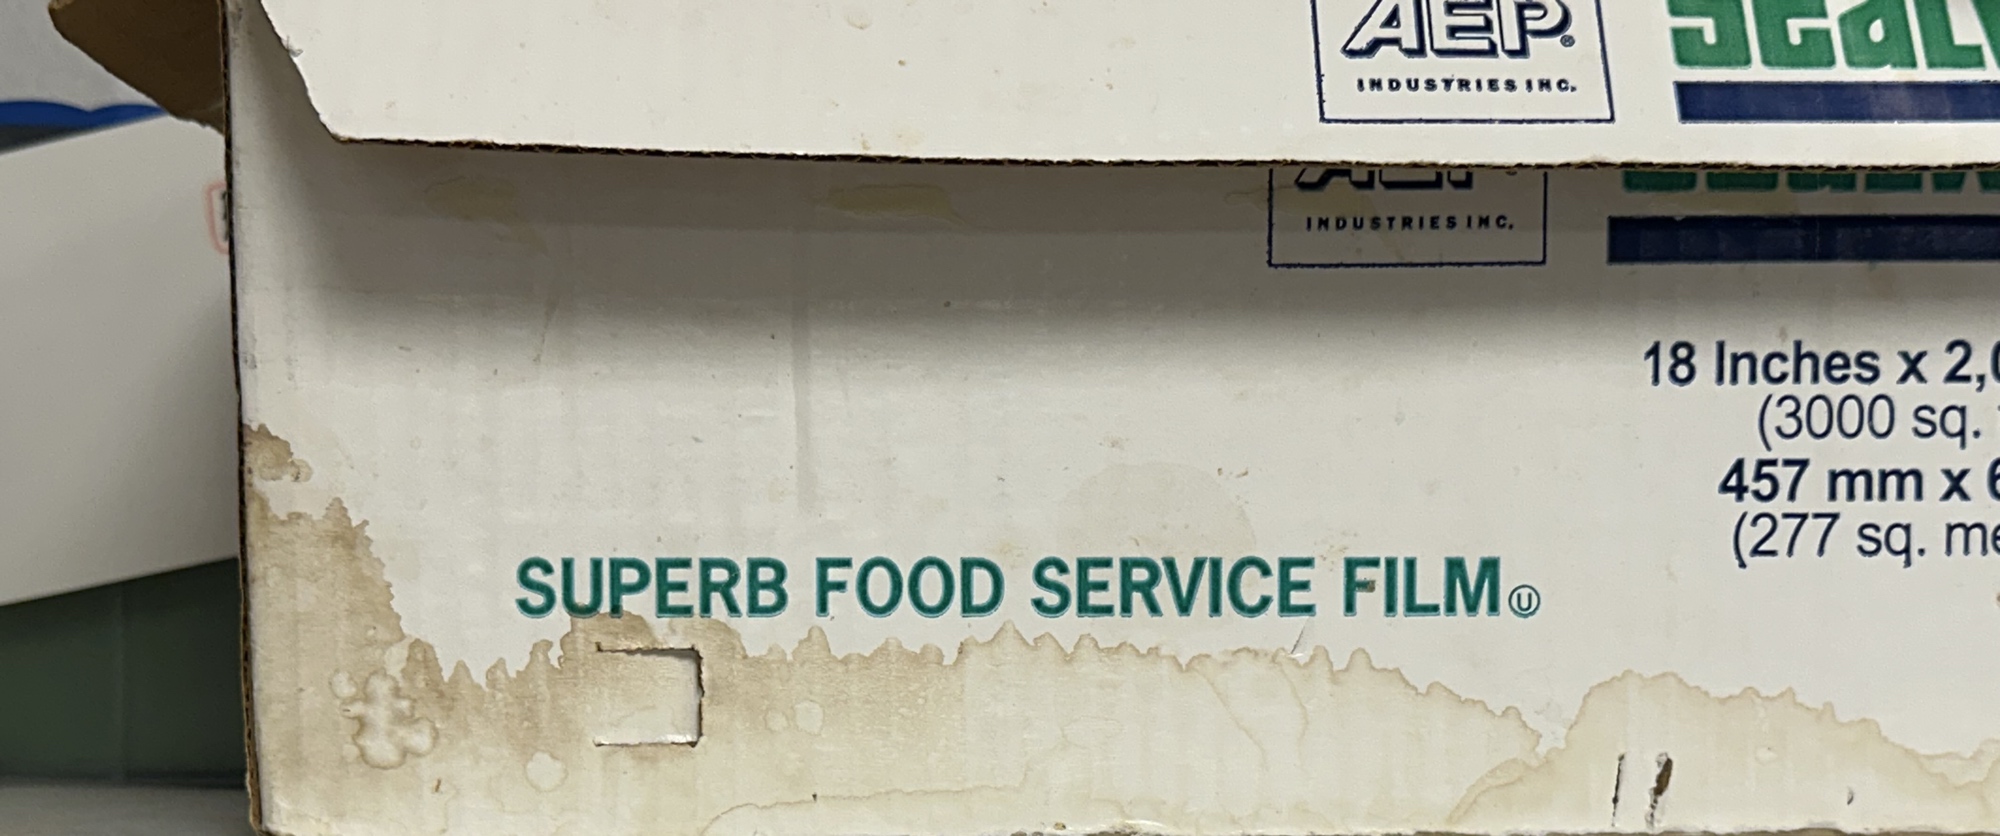 AEP®
INDUSTRIES INC.
INDUSTRIES INC.
18 Inches x
(3000 sq.
457 mm x
(277 sq.
SUPERB FOOD SERVICE FILM Ⓤ